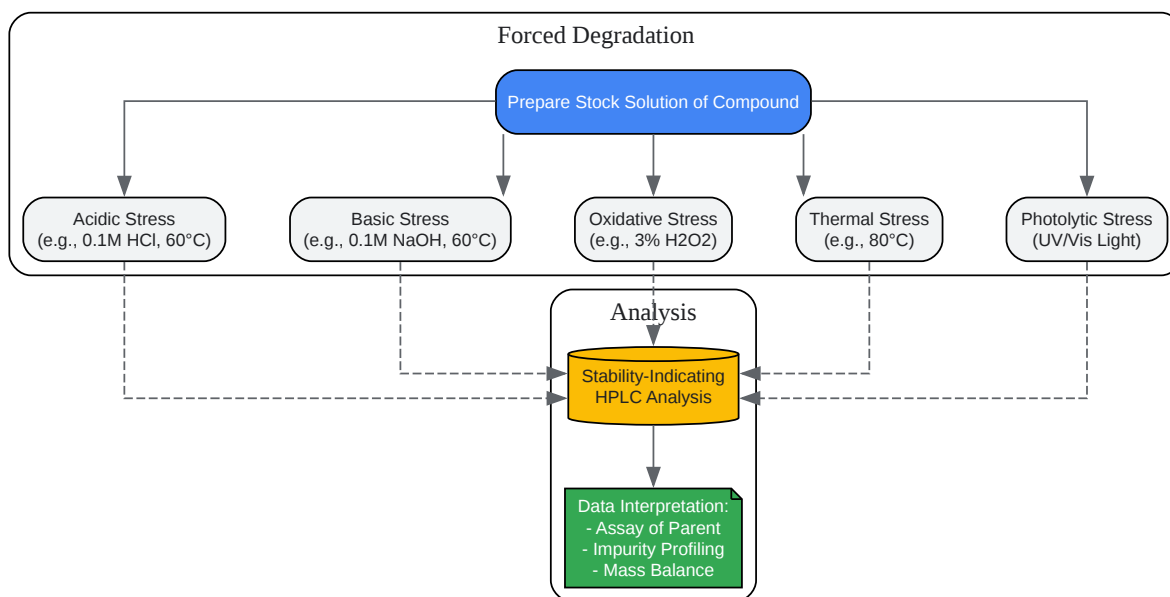 Forced Degradation
Prepare Stock Solution of Compound
Acidic Stress
(e.g., 0.1M HCl, 60°C)
Basic Stress
(e.g., 0.1M NaOH, 60°C)
Oxidative Stress
(e.g., 3% H2O2)
Thermal Stress
(e.g., 80°C)
Photolytic Stress
(UV/Vis Light)
Analysis
Stability-Indicating
HPLC Analysis
Data Interpretation:
- Assay of Parent
- Impurity Profiling
- Mass Balance